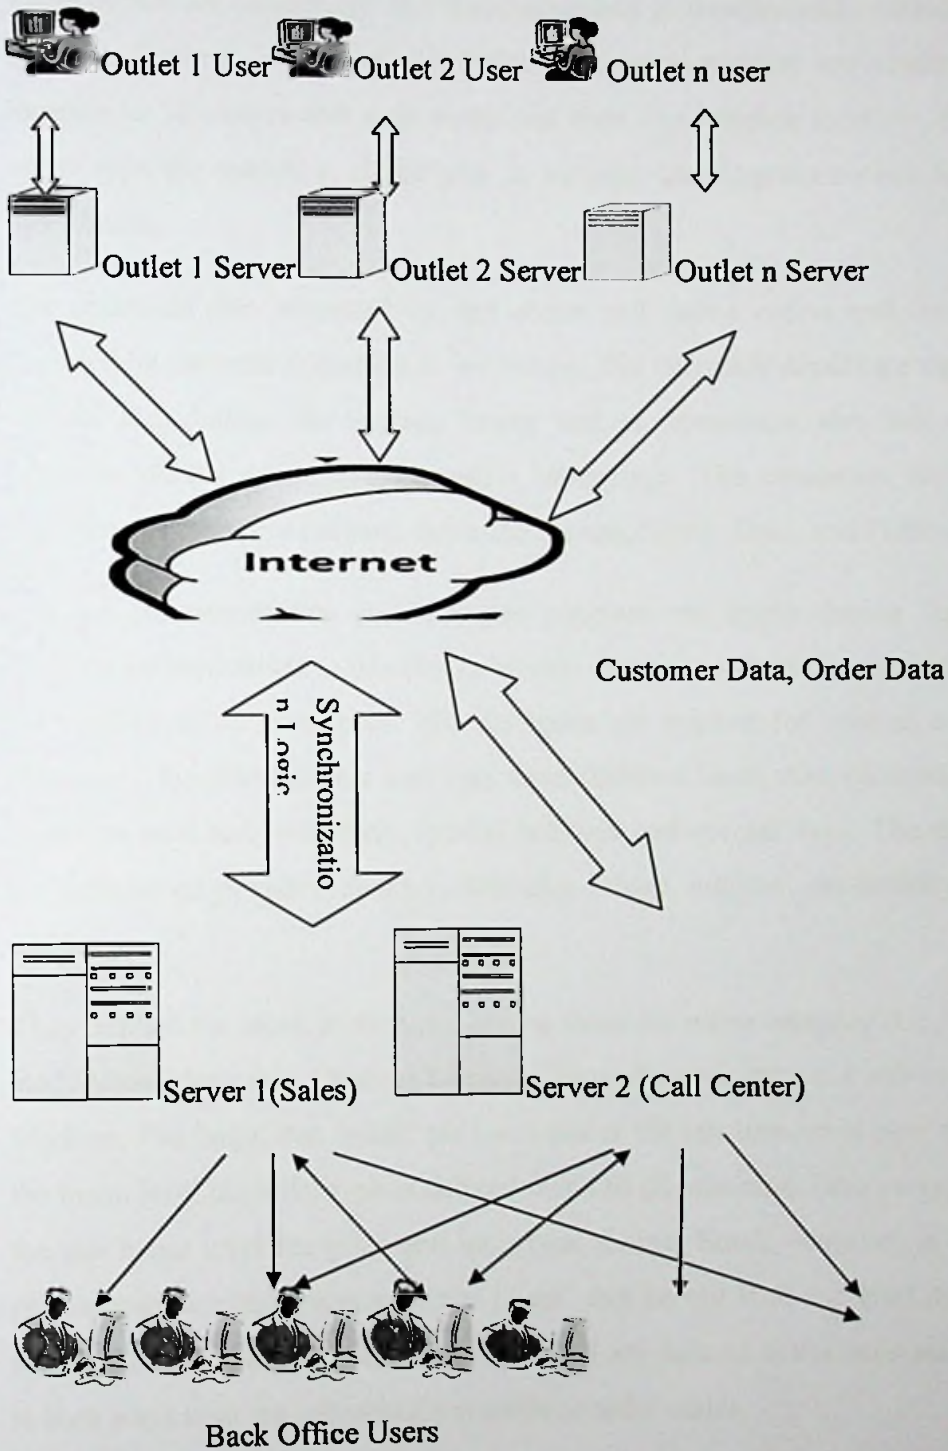 Outlet 1 User Outlet 2 User Outlet n user
Outlet 1 Server Outlet 2 Server Outlet n Server
Internet
Customer Data, Order Data
Synchronizatio
n Logic
Server 1(Sales) Server 2 (Call Center)
Back Office Users